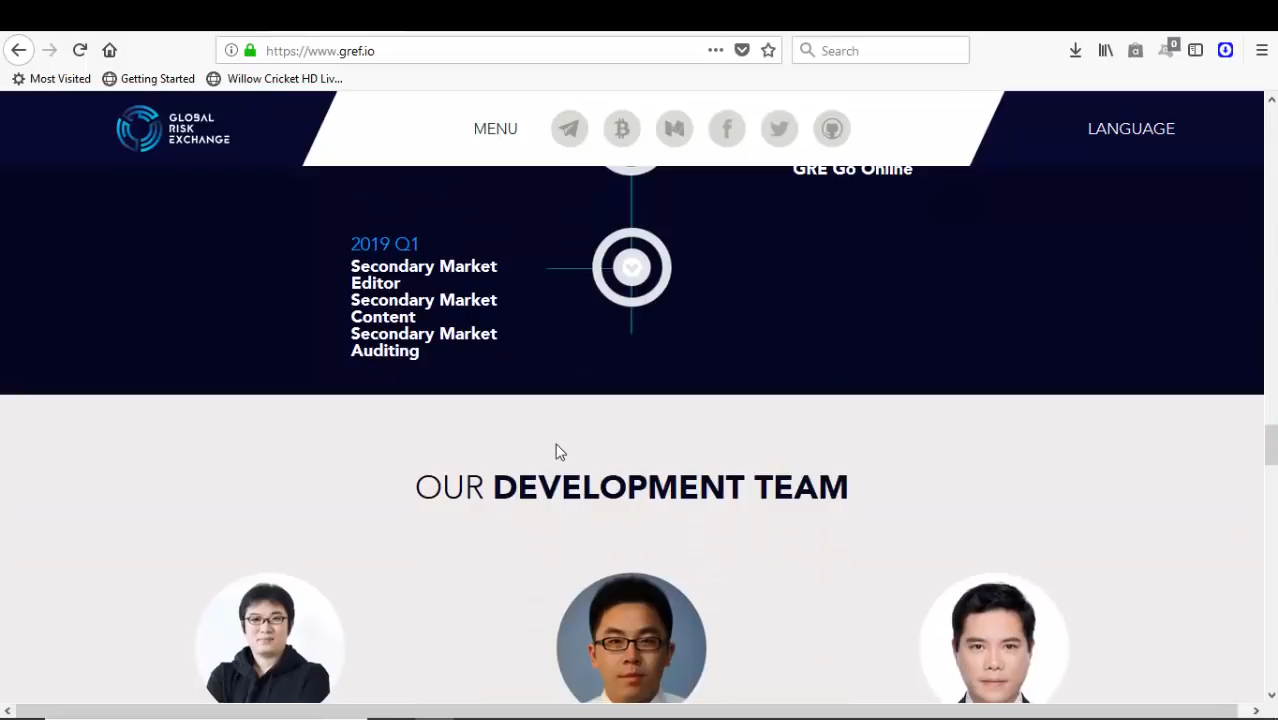 https://www.gref.io
Search
0
Most Visited
Getting Started
Willow Cricket HD Liv...
GLOBAL
RISK
EXCHANGE
MENU
LANGUAGE
GRE Go Online
2019 Q1
Secondary Market
Editor
Secondary Market
Content
Secondary Market
Auditing
OUR DEVELOPMENT TEAM